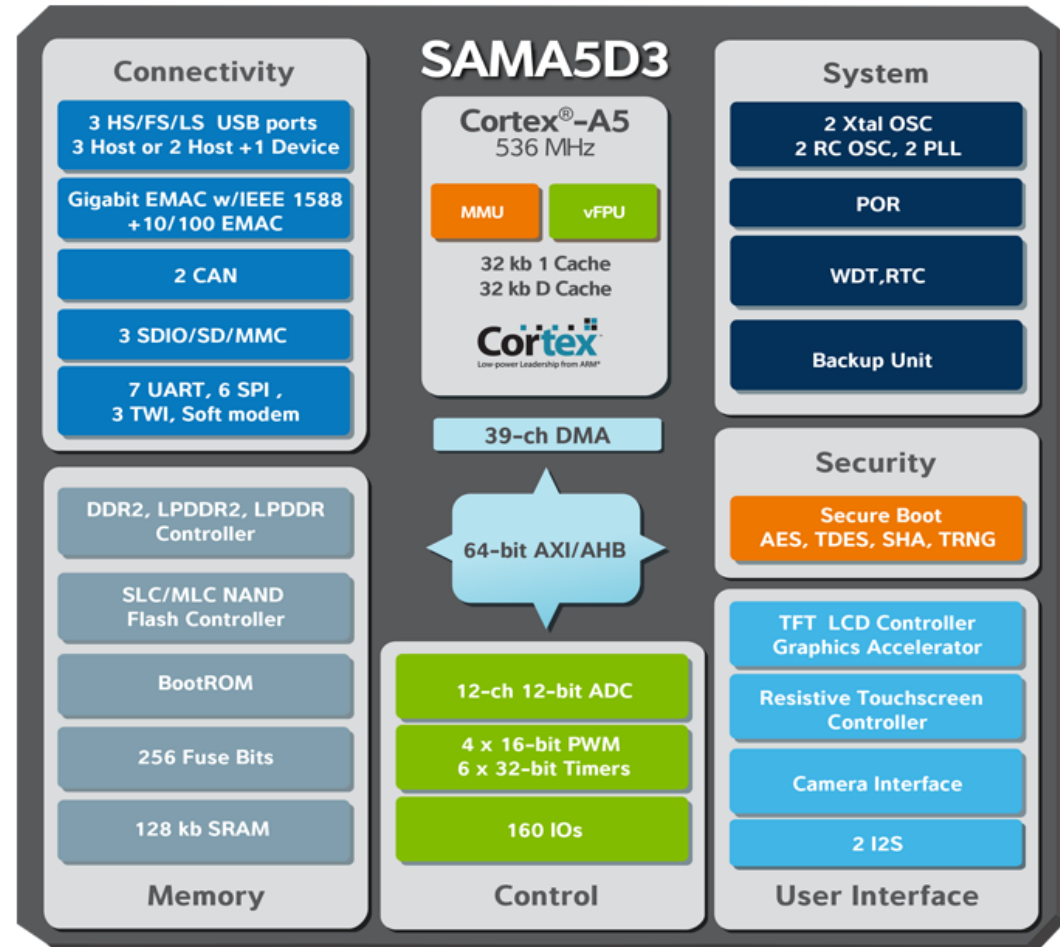 SAMA5D3
Connectivity
3 HS/FS/LS USB ports
3 Host or 2 Host +1 Device
Gigabit EMAC w/IEEE 1588
+10/100 EMAC
2 CAN
3 SDIO/SD/MMC
7 UART, 6 SPI ,
3 TWI, Soft modem
Cortex®-A5
536 MHz
MMU
vFPU
32 kb 1 Cache
32 kb D Cache
Cortex
Low-power Leadership from ARM®
39-ch DMA
64-bit AXI/AHB
System
2 Xtal OSC
2 RC OSC, 2 PLL
POR
WDT,RTC
Backup Unit
Security
Secure Boot
AES, TDES, SHA, TRNG
DDR2, LPDDR2, LPDDR
Controller
SLC/MLC NAND
Flash Controller
BootROM
256 Fuse Bits
128 kb SRAM
Memory
12-ch 12-bit ADC
4 x 16-bit PWM
6 x 32-bit Timers
160 IOs
Control
TFT LCD Controller
Graphics Accelerator
Resistive Touchscreen
Controller
Camera Interface
2 I2S
User Interface